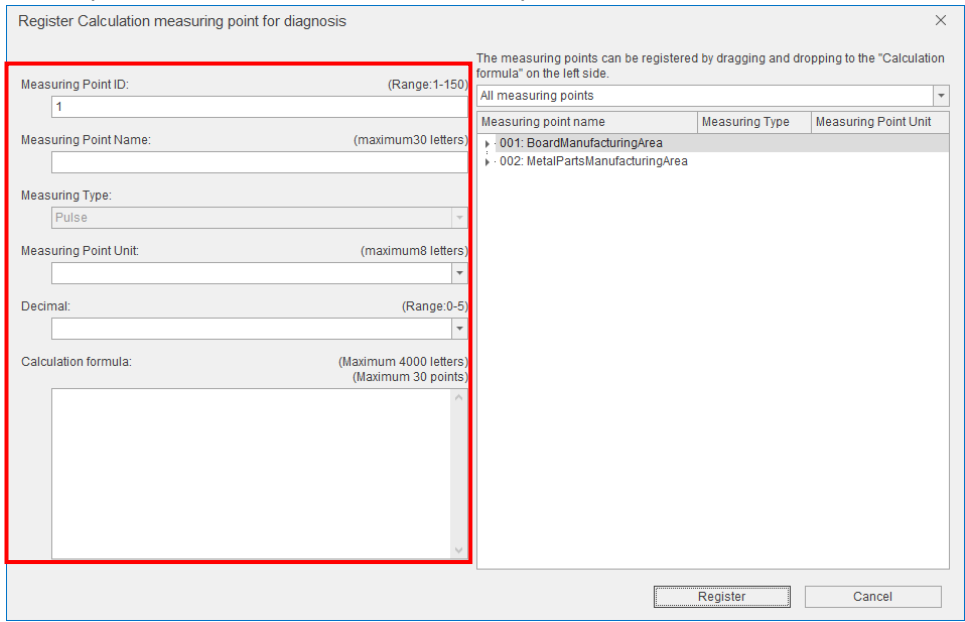 Register Calculation measuring point for diagnosis
Measuring Point ID: (Range:1-150)
1
Measuring Point Name: (maximum30 letters)
Measuring Type:
Pulse
Measuring Point Unit: (maximum8 letters)
Decimal: (Range:0-5)
Calculation formula: (Maximum 4000 letters)
(Maximum 30 points)
The measuring points can be registered by dragging and dropping to the "Calculation
formula" on the left side.
All measuring points
Measuring point name Measuring Type Measuring Point Unit
001: BoardManufacturingArea
002: MetalPartsManufacturingArea
Register Cancel